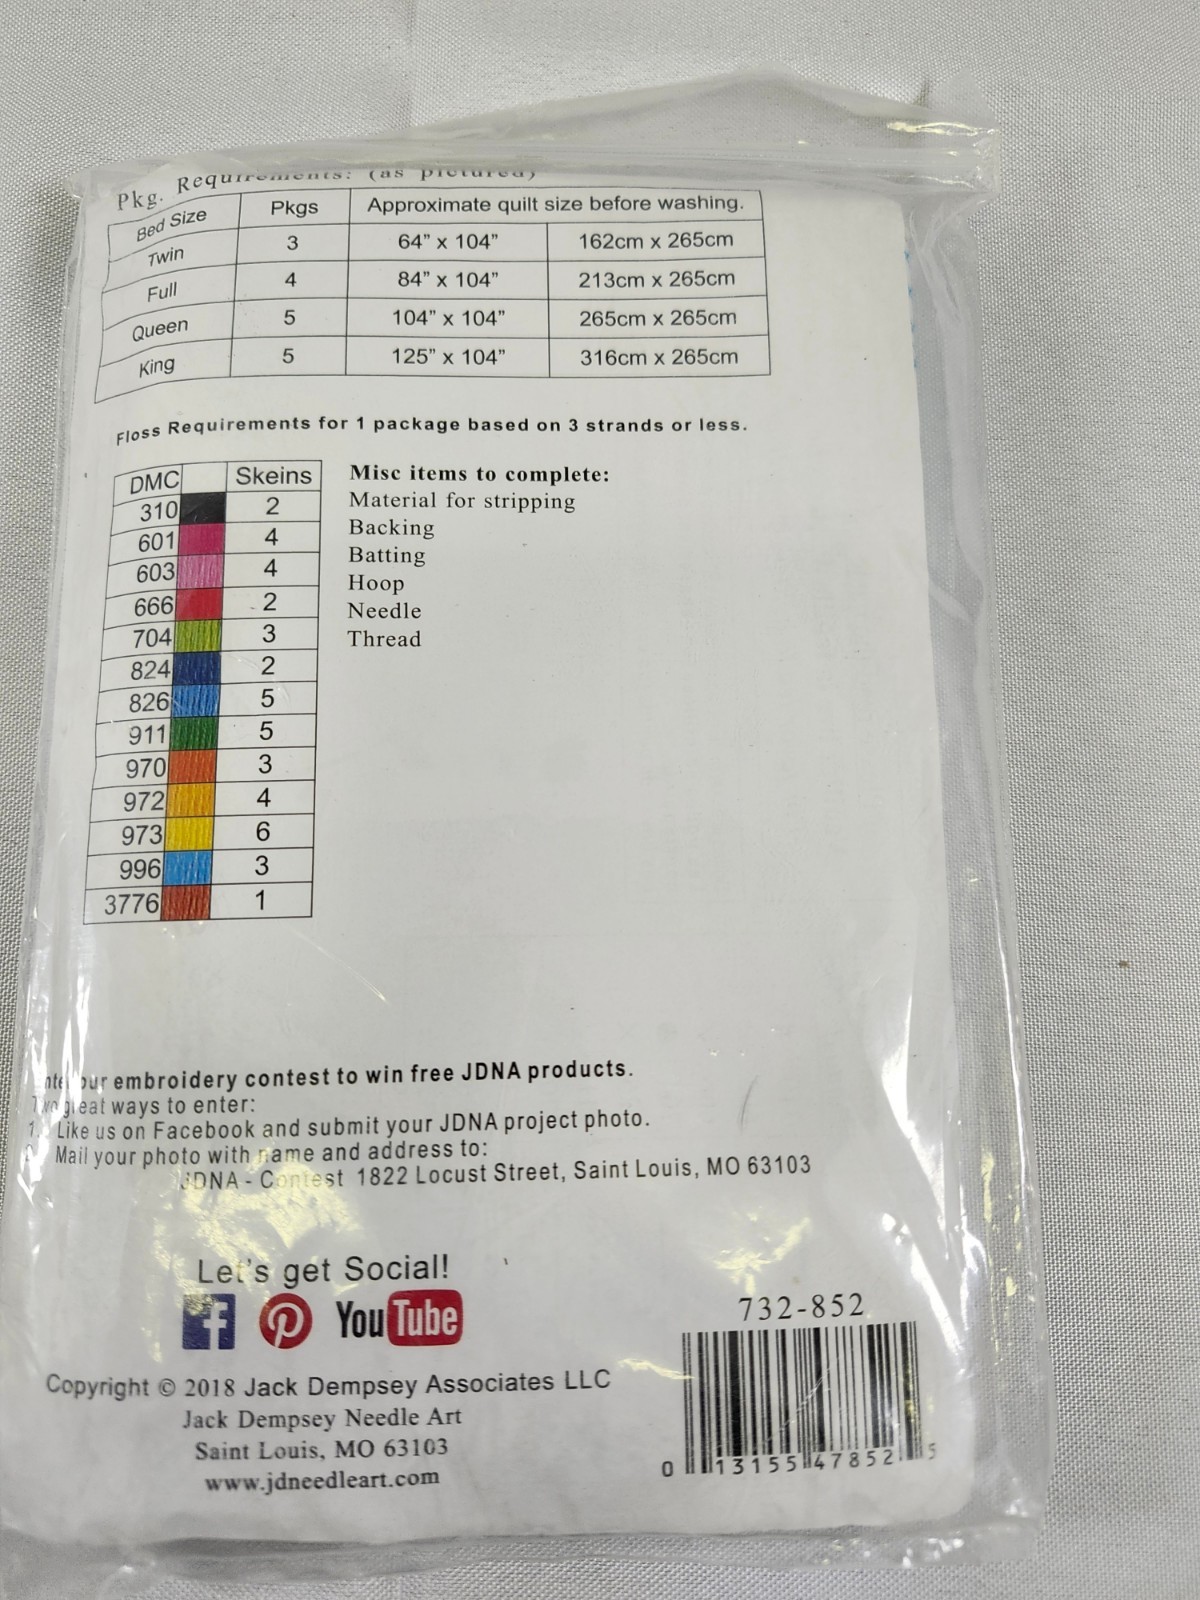 Pkg. Requirements: (as pictured)
Bed Size Pkgs Approximate quilt size before washing.
Twin 3 64” x 104” 162cm x 265cm
Full 4 84” x 104” 213cm x 265cm
Queen 5 104” x 104” 265cm x 265cm
King 5 125” x 104” 316cm x 265cm
Floss Requirements for 1 package based on 3 strands or less.
DMC Skeins
310 2
601 4
603 4
666 2
704 3
824 2
826 5
911 5
970 3
972 4
973 6
996 3
3776 1
Misc items to complete:
Material for stripping
Backing
Batting
Hoop
Needle
Thread
our embroidery contest to win free JDNA products.
Two great ways to enter:
1. Like us on Facebook and submit your JDNA project photo.
Mail your photo with name and address to:
JDNA - Contest 1822 Locust Street, Saint Louis, MO 63103
Let's get Social!
f P YouTube
732-852
Copyright © 2018 Jack Dempsey Associates LLC
Jack Dempsey Needle Art
Saint Louis, MO 63103
www.jdneedleart.com
0 13155 47852 5